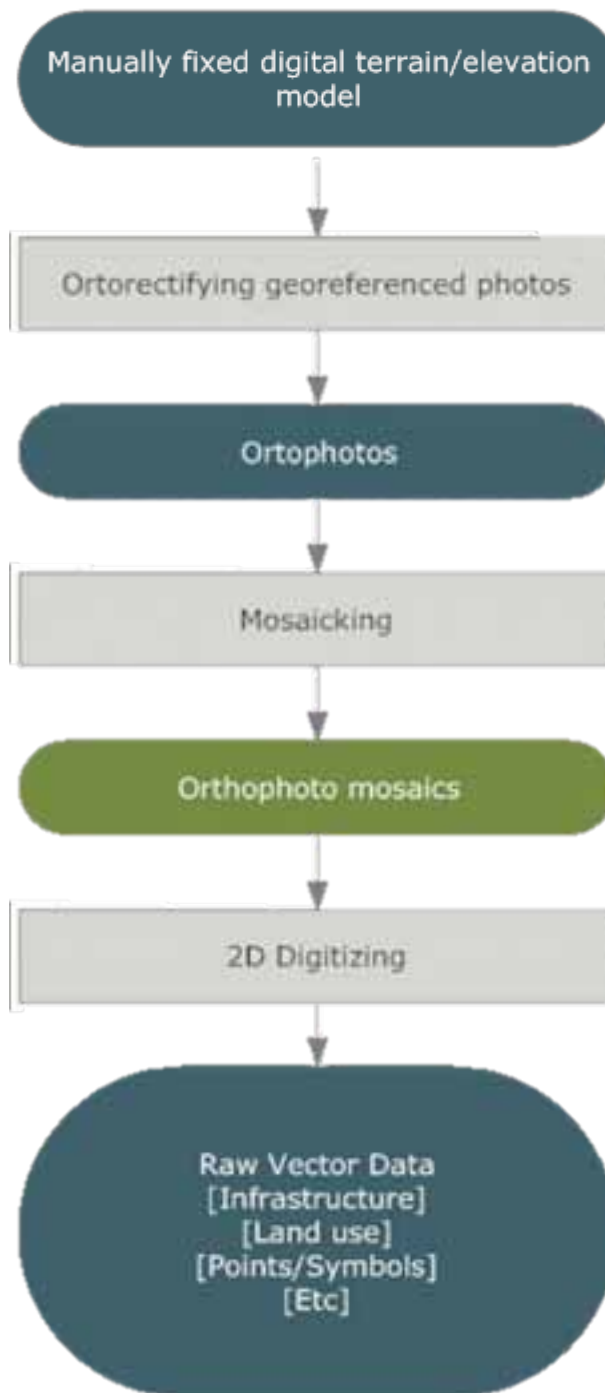 Manually fixed digital terrain/elevation
model
Ortorectifying georeferenced photos
Ortophotos
Mosaicking
Orthophoto mosaics
2D Digitizing
Raw Vector Data
[Infrastructure]
[Land use]
[Points/Symbols]
[Etc]